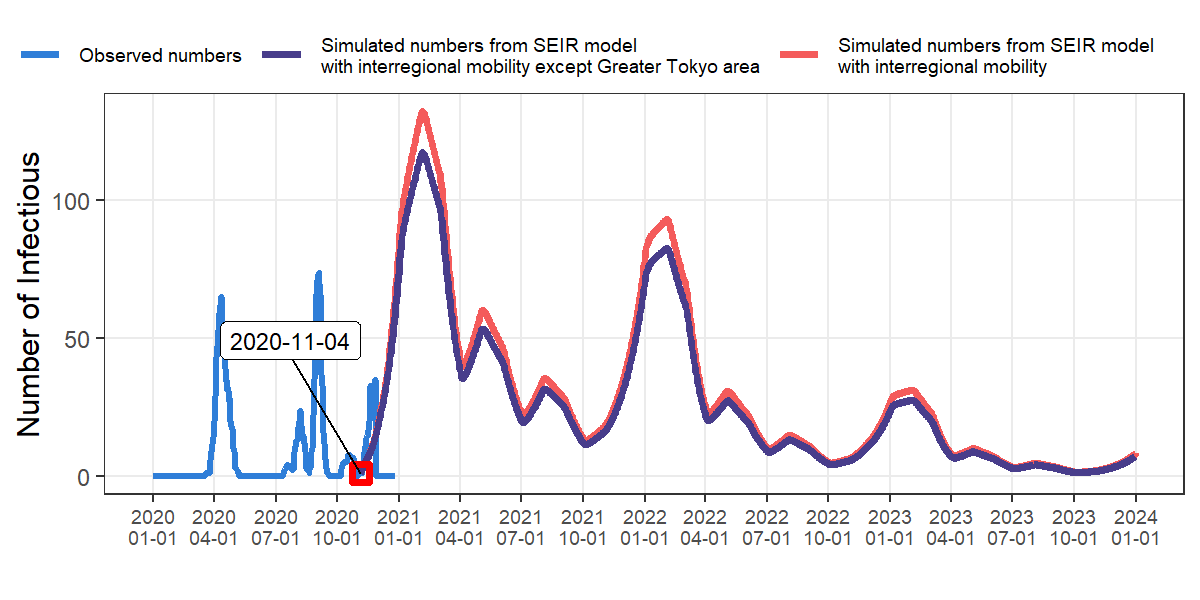 Observed numbers
Simulated numbers from SEIR model
with interregional mobility except Greater Tokyo area
Simulated numbers from SEIR model
with interregional mobility
Number of Infectious
100
50
0
2020-11-04
2020 2020 2020 2020 2021 2021 2021 2021 2022 2022 2022 2022 2023 2023 2023 2023 2024
01-01 04-01 07-01 10-01 01-01 04-01 07-01 10-01 01-01 04-01 07-01 10-01 01-01 04-01 07-01 10-01 01-01